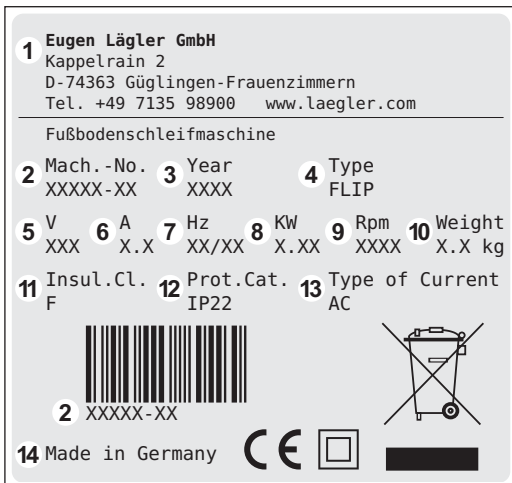 1 Eugen Lägler GmbH
Kappelrain 2
D-74363 Güglingen-Frauenzimmern
Tel. +49 7135 98900 www.laegler.com
Fußbodenschleifmaschine
2 Mach.-No. 3 Year 4 Type
XXXXX-XX XXXX FLIP
5 V 6 A 7 Hz 8 KW 9 Rpm 10 Weight
XXX X.X XX/XX X.XX XXXX X.X kg
11 Insul.Cl. 12 Prot.Cat. 13 Type of Current
F IP22 AC
2 XXXXX-XX
14 Made in Germany CE